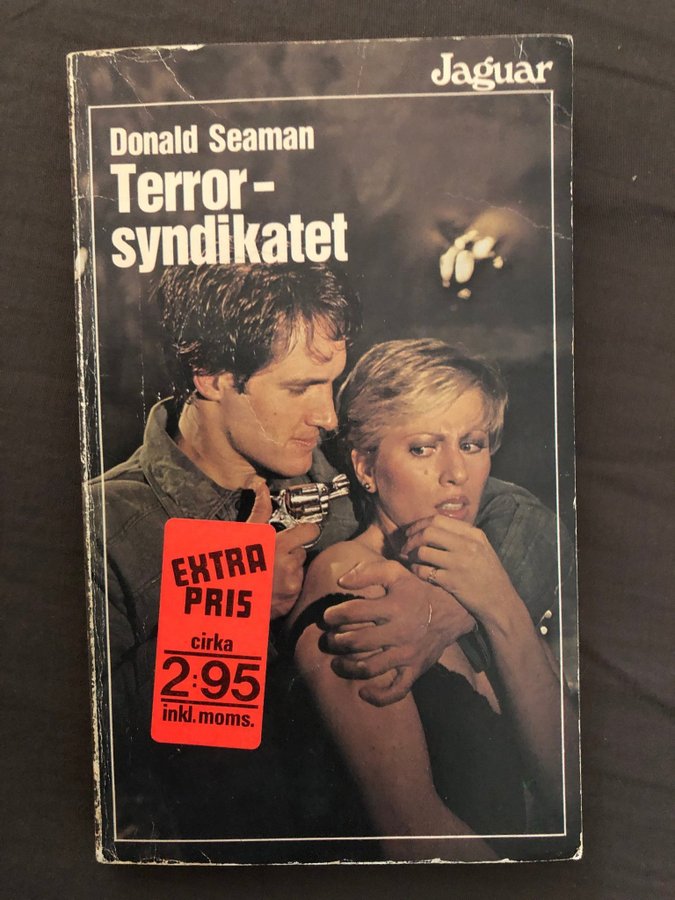 Jaguar
Donald Seaman
Terror-
syndikatet
EXTRA
PRIS
cirka
2:95
inkl. moms.